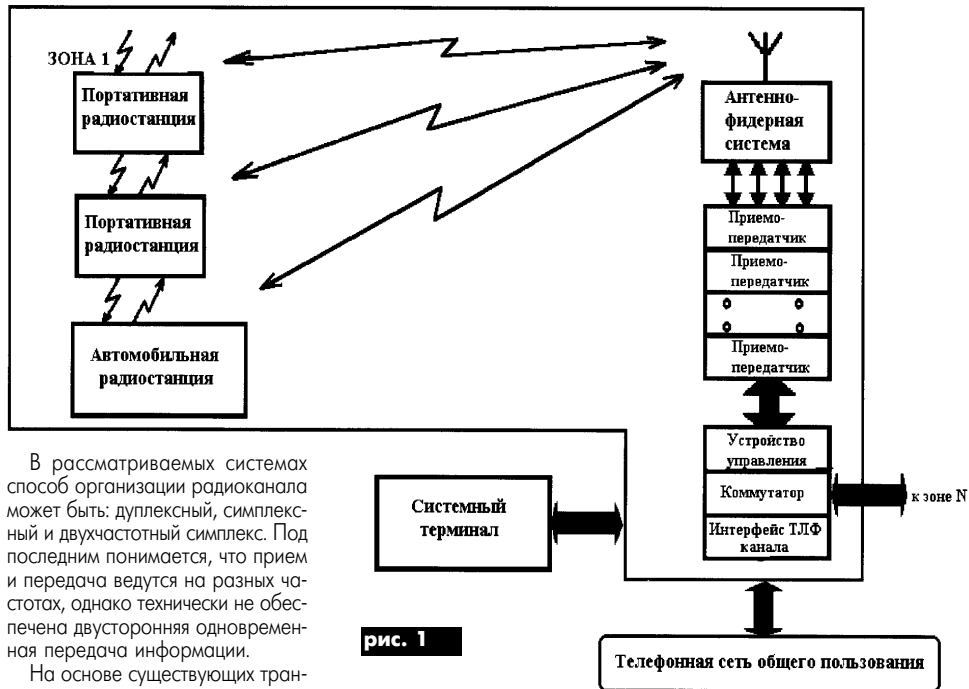 ЗОНА 1
Портативная
радиостанция
Портативная
радиостанция
Автомобильная
радиостанция
Антенно-
фидерная
система
Приемо-
передатчик
Приемо-
передатчик
Приемо-
передатчик
Устройство
управления
Коммутатор
Интерфейс ТЛФ
канала
к зоне N
Системный
терминал
Телефонная сеть общего пользования
рис. 1
В рассматриваемых системах
способ организации радиоканала
может быть: дуплексный, симплекс-
ный и двухчастотный симплекс. Под
последним понимается, что прием
и передача ведутся на разных ча-
стотах, однако технически не обес-
печена двусторонняя одновремен-
ная передача информации.
На основе существующих тран-